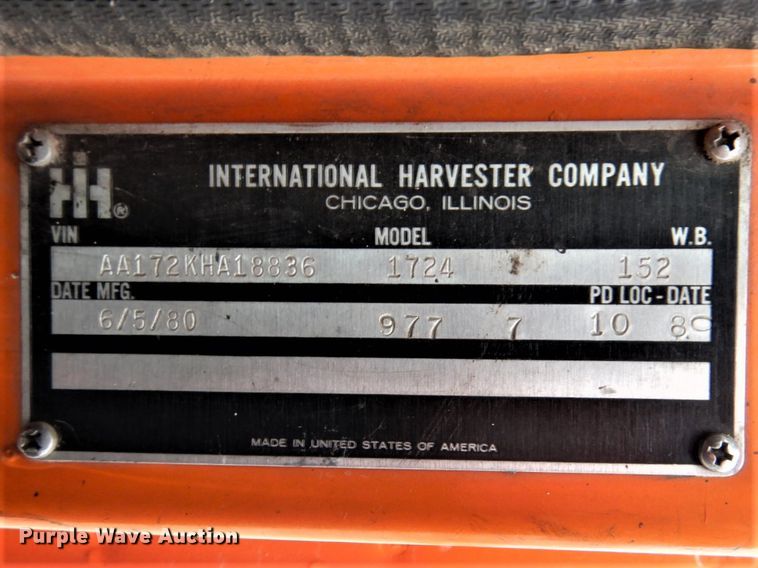 IH ®
INTERNATIONAL HARVESTER COMPANY
CHICAGO, ILLINOIS
VIN MODEL W.B.
AA172KHA18836 1724 152
DATE MFG. PD LOC - DATE
6/5/80 977 7 10 80
MADE IN UNITED STATES OF AMERICA
Purple Wave Auction